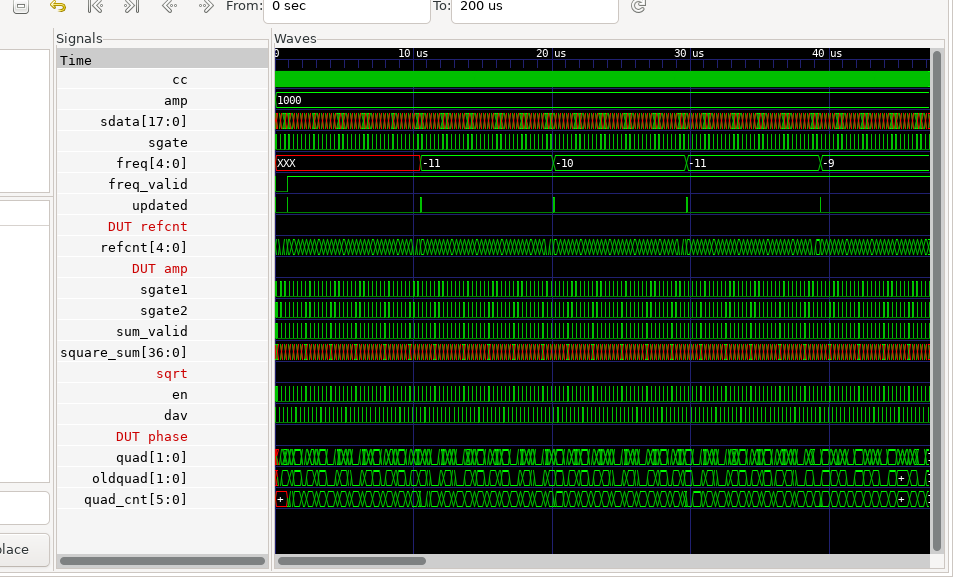 From: 0 sec To: 200 us
Signals Waves
Time 0 10 us 20 us 30 us 40 us
cc
amp 1000
sdata[17:0]
sgate
freq[4:0] XXX -11 -10 -11 -9
freq_valid
updated
DUT refcnt
refcnt[4:0]
DUT amp
sgate1
sgate2
sum_valid
square_sum[36:0]
sqrt
en
dav
DUT phase
quad[1:0]
oldquad[1:0] +
quad_cnt[5:0] + +
place